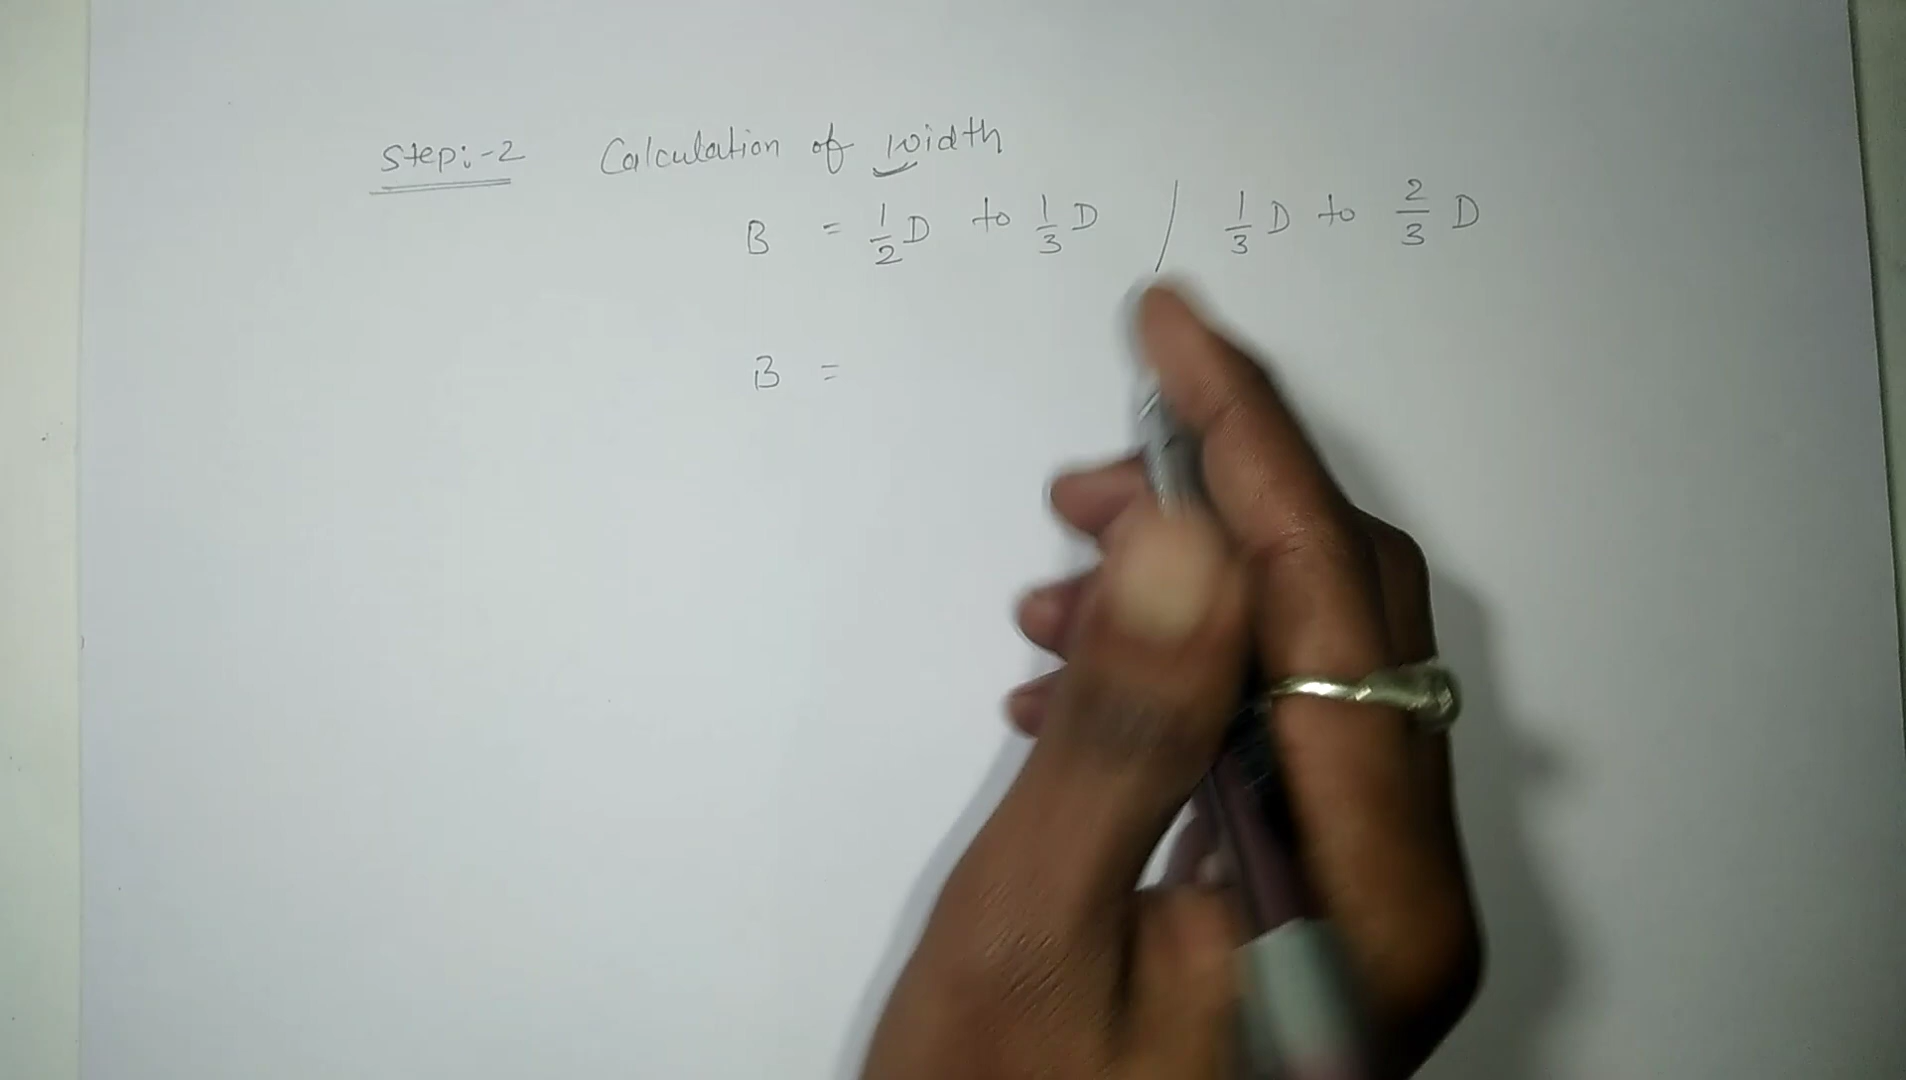 Step:-2 Calculation of width
B = 1/2 D to 1/3 D / 1/3 D to 2/3 D
B =